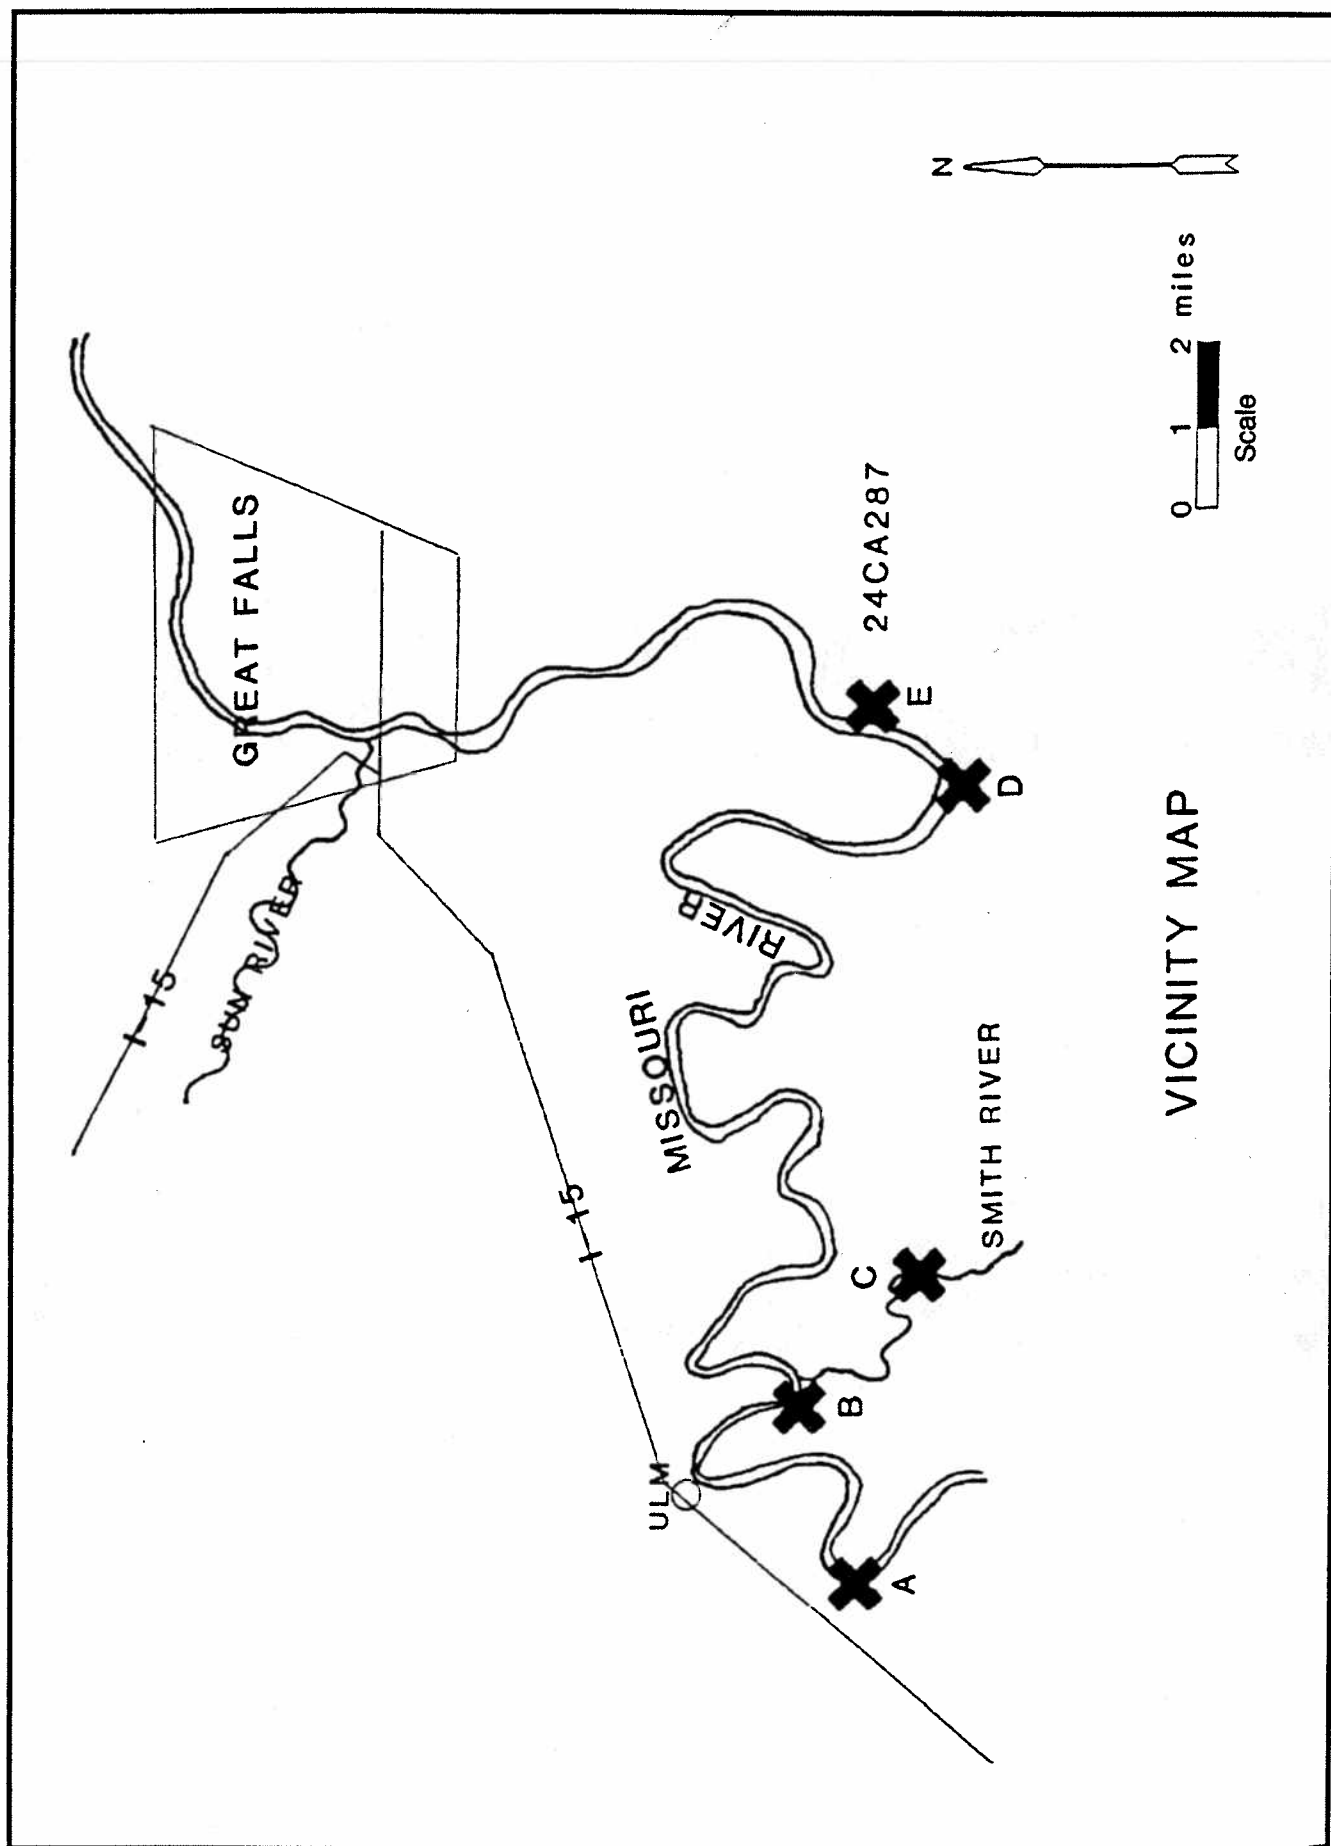 I-15
SUN RIVER
GREAT FALLS
I-15
ULM
MISSOURI
RIVER
A
B
C
SMITH RIVER
D
E
24CA287
N
0 1 2 miles
Scale
VICINITY MAP